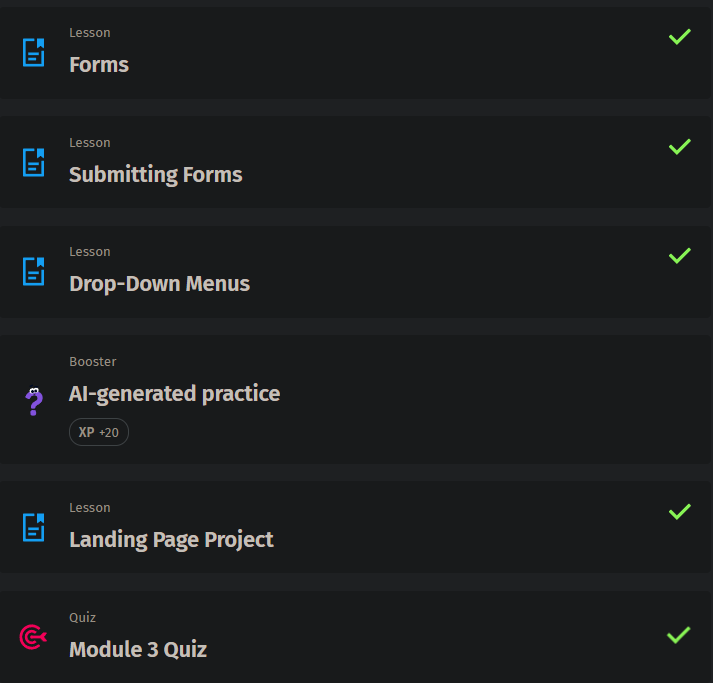 Lesson
Forms
Lesson
Submitting Forms
Lesson
Drop-Down Menus
Booster
AI-generated practice
XP +20
Lesson
Landing Page Project
Quiz
Module 3 Quiz